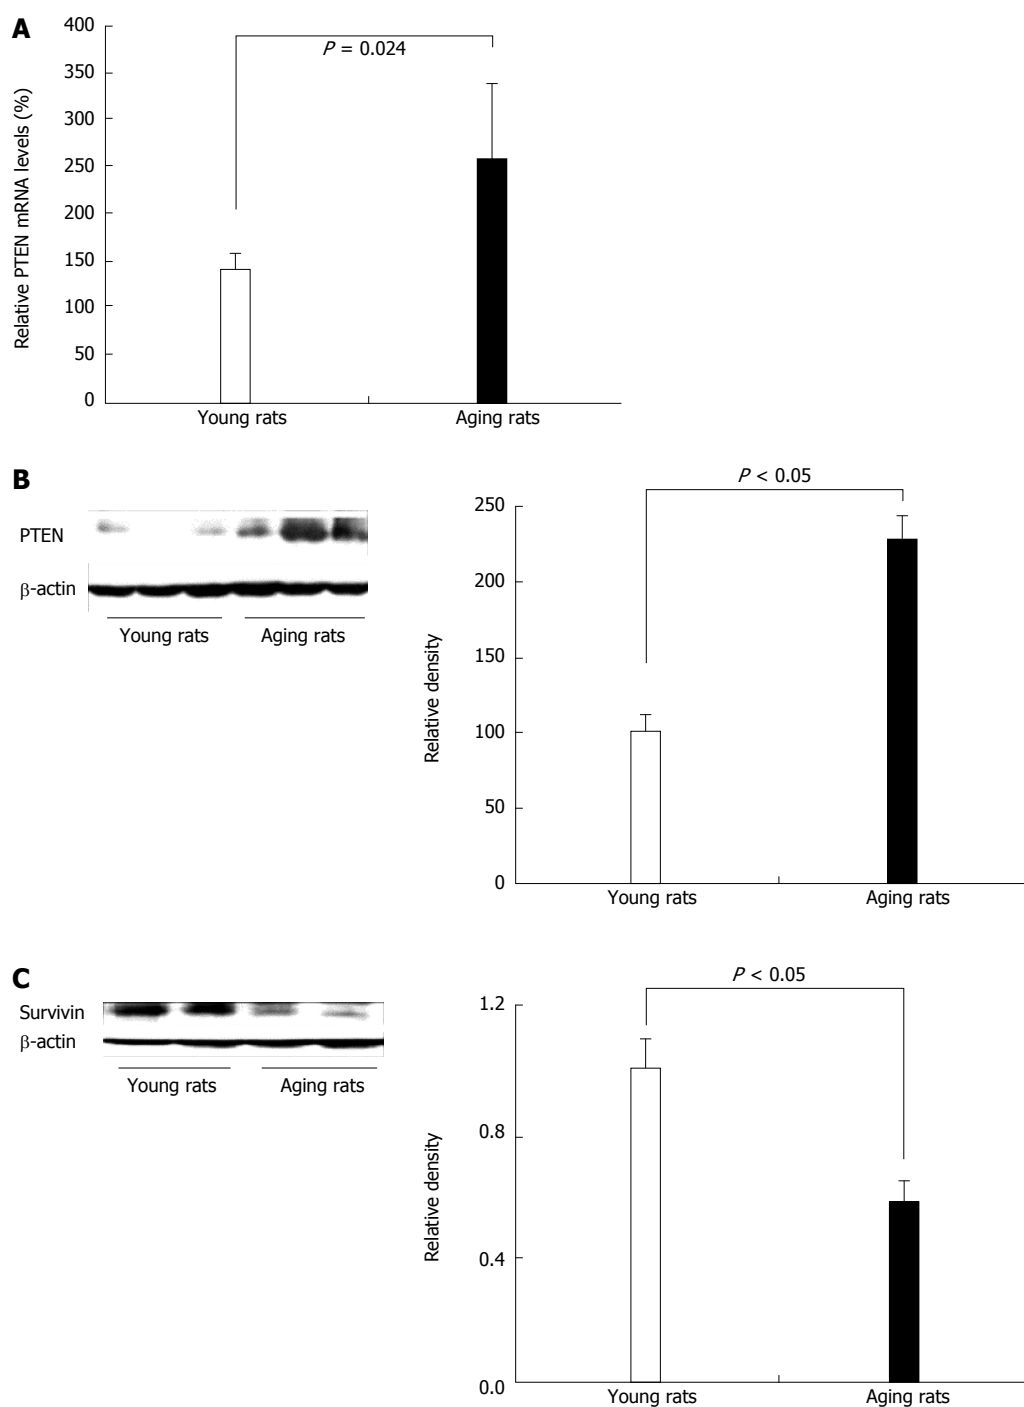 A
Relative PTEN mRNA levels (%)
400
350
300
250
200
150
100
50
0
P = 0.024
Young rats
Aging rats
B
PTEN
β-actin
Young rats
Aging rats
Relative density
250
200
150
100
50
0
P < 0.05
Young rats
Aging rats
C
Survivin
β-actin
Young rats
Aging rats
Relative density
1.2
0.8
0.4
0.0
P < 0.05
Young rats
Aging rats